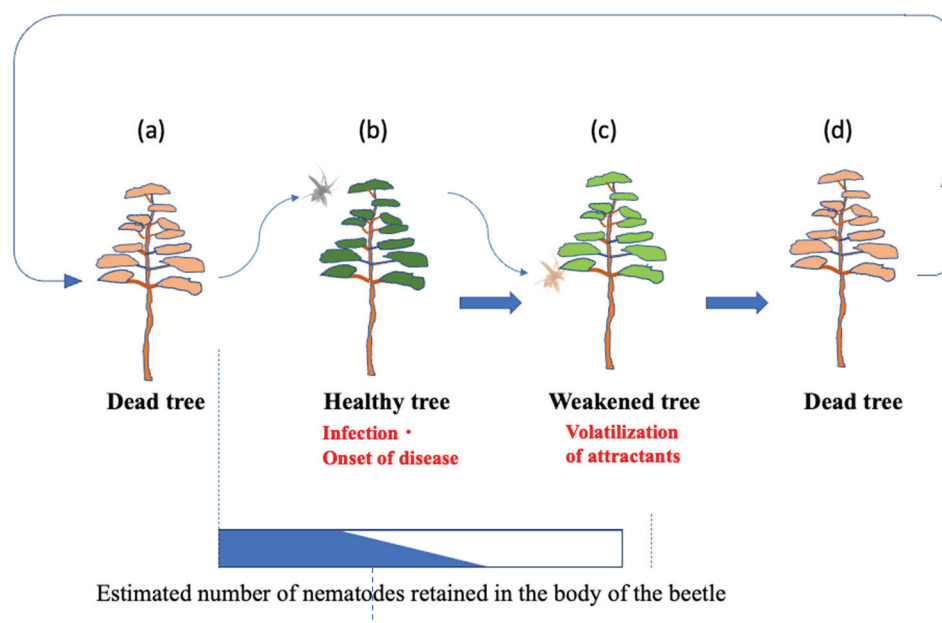 (a)
(b)
(c)
(d)
Dead tree
Healthy tree
Weakened tree
Dead tree
Infection・
Onset of disease
Volatilization
of attractants
Estimated number of nematodes retained in the body of the beetle